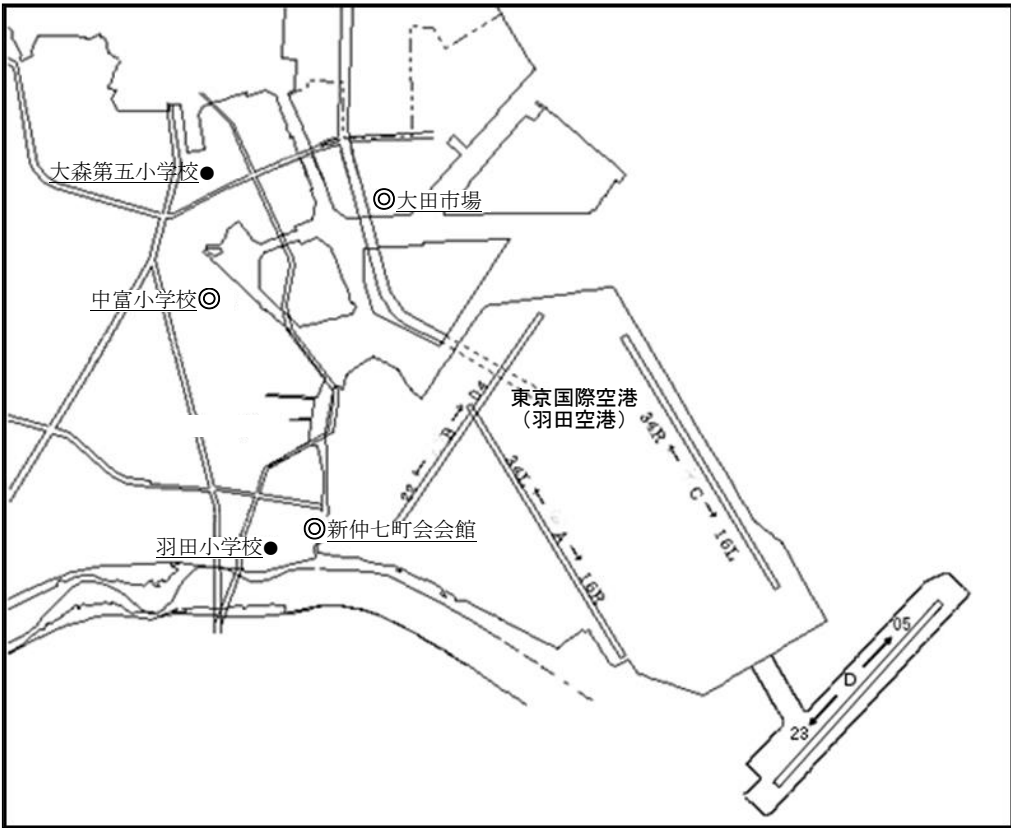 大森第五小学校●
◎大田市場
中富小学校◎
東京国際空港
（羽田空港）
04
← B →
22
34L ← A → 16R
34R ← C → 16L
◎新仲七町会会館
羽田小学校●
05
D
23